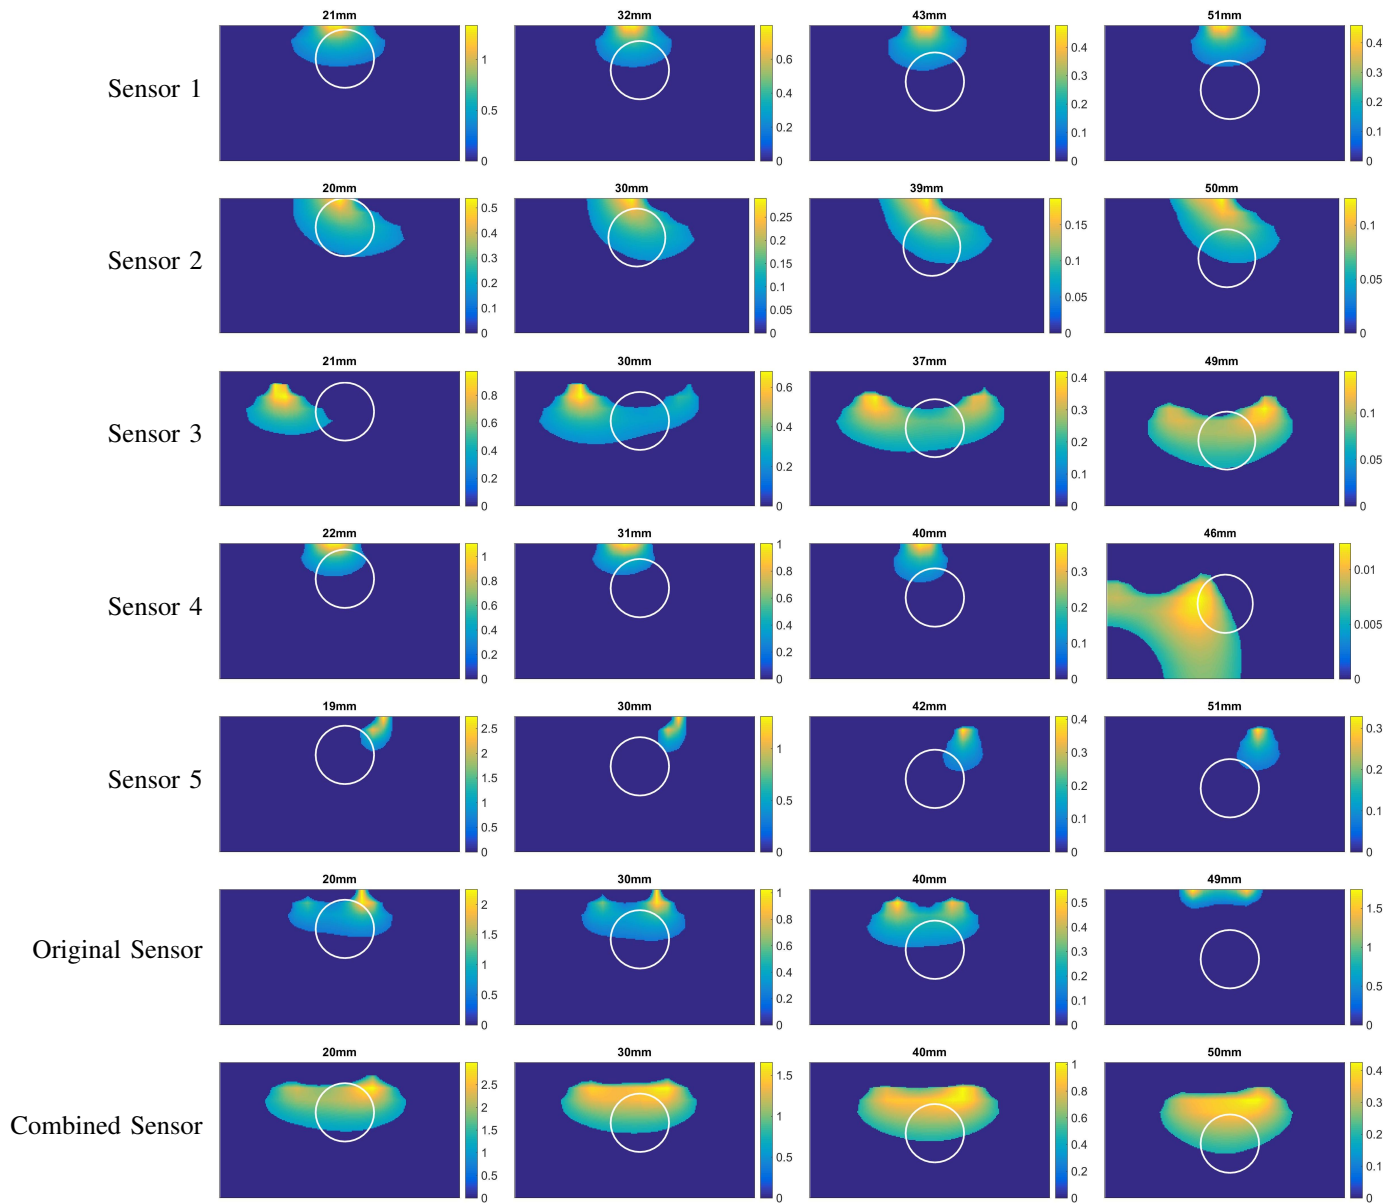 21mm 32mm 43mm 51mm
Sensor 1
1 0.5 0
0.6 0.4 0.2 0
0.4 0.3 0.2 0.1 0
0.4 0.3 0.2 0.1 0
20mm 30mm 39mm 50mm
Sensor 2
0.5 0.4 0.3 0.2 0.1 0
0.25 0.2 0.15 0.1 0.05 0
0.15 0.1 0.05 0
0.1 0.05 0
21mm 30mm 37mm 49mm
Sensor 3
0.8 0.6 0.4 0.2 0
0.6 0.4 0.2 0
0.4 0.3 0.2 0.1 0
0.1 0.05 0
22mm 31mm 40mm 46mm
Sensor 4
1 0.8 0.6 0.4 0.2 0
1 0.8 0.6 0.4 0.2 0
0.3 0.2 0.1 0
0.01 0.005 0
19mm 30mm 42mm 51mm
Sensor 5
2.5 2 1.5 1 0.5 0
1 0.5 0
0.4 0.3 0.2 0.1 0
0.3 0.2 0.1 0
20mm 30mm 40mm 49mm
Original Sensor
2 1.5 1 0.5 0
1 0.8 0.6 0.4 0.2 0
0.5 0.4 0.3 0.2 0.1 0
1.5 1 0.5 0
20mm 30mm 40mm 50mm
Combined Sensor
2.5 2 1.5 1 0.5 0
1.5 1 0.5 0
1 0.8 0.6 0.4 0.2 0
0.4 0.3 0.2 0.1 0